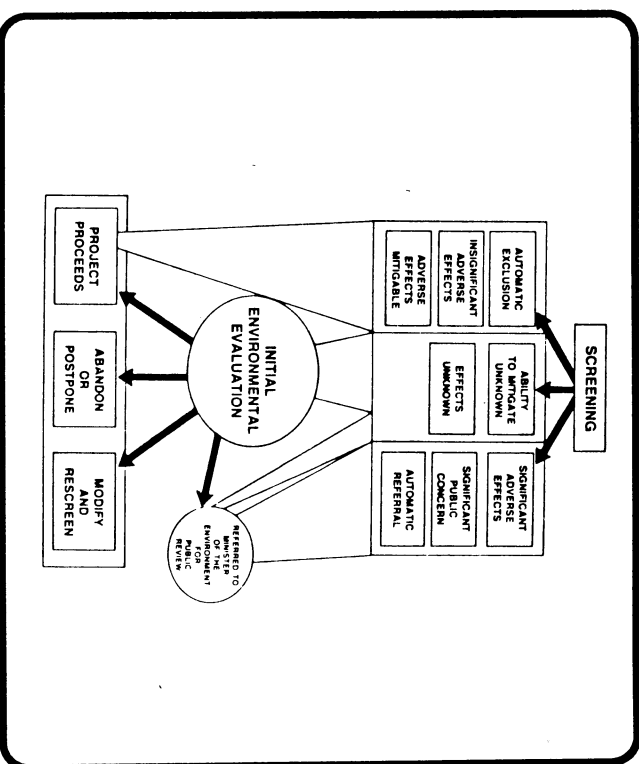 SCREENING
AUTOMATIC
EXCLUSION
INSIGNIFICANT
ADVERSE
EFFECTS
ADVERSE
EFFECTS
MITIGABLE
ABILITY
TO MITIGATE
UNKNOWN
EFFECTS
UNKNOWN
SIGNIFICANT
ADVERSE
EFFECTS
SIGNIFICANT
PUBLIC
CONCERN
AUTOMATIC
REFERRAL
INITIAL
ENVIRONMENTAL
EVALUATION
REFERRED TO
MINISTER
OF THE
ENVIRONMENT
FOR
PUBLIC
REVIEW
PROJECT
PROCEEDS
ABANDON
OR
POSTPONE
MODIFY
AND
RESCREEN